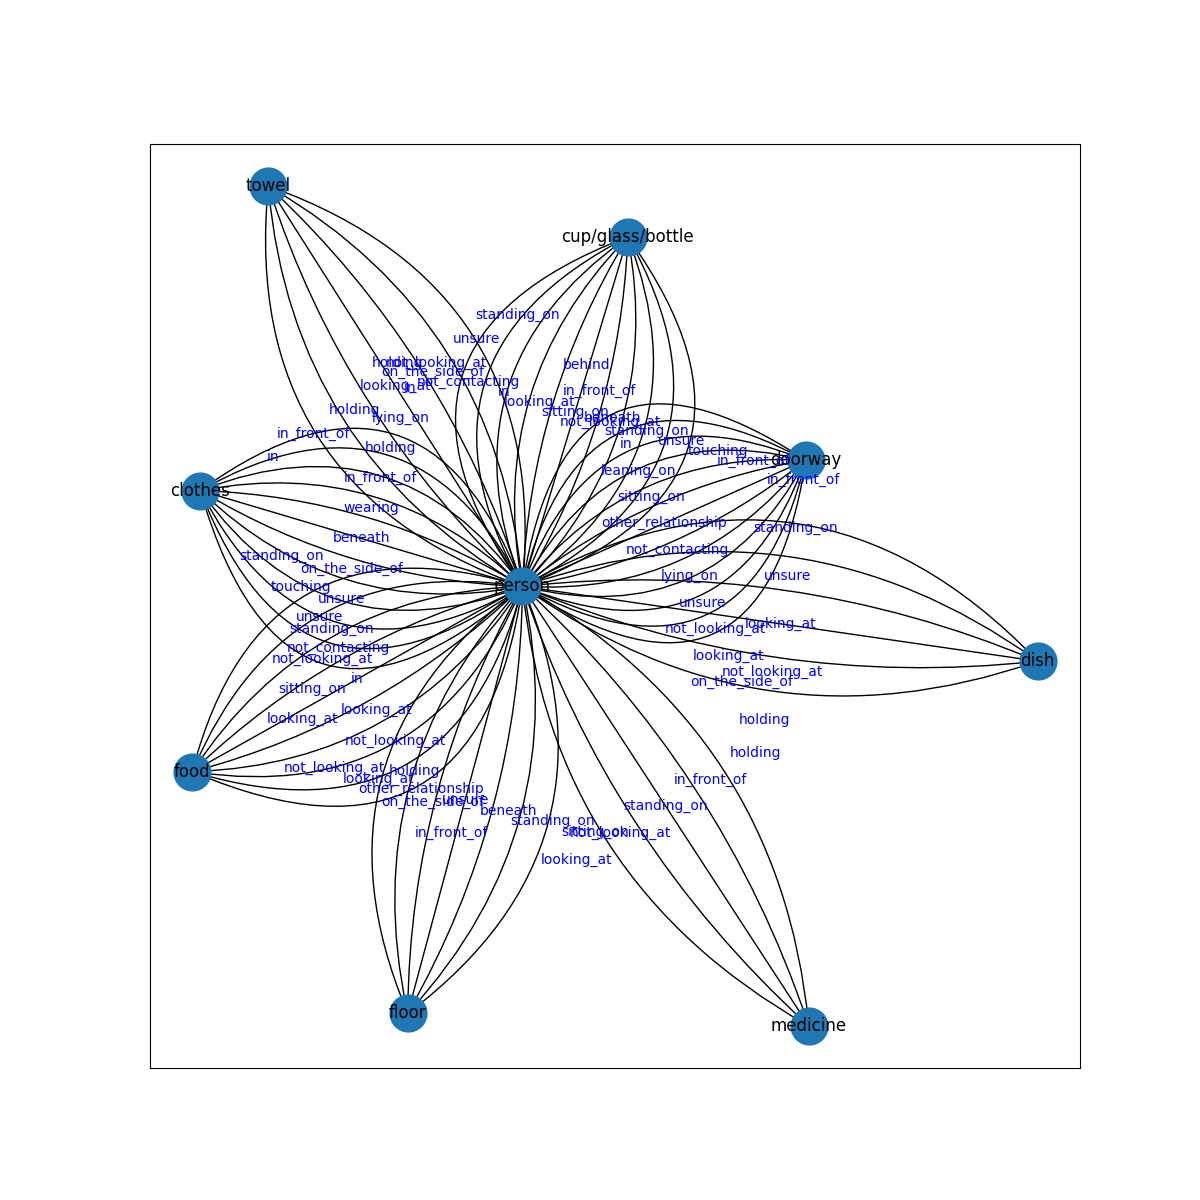 towel
cup/glass/bottle
standing_on
unsure
holding
not_looking_at
behind
on_the_side_of
not_contacting
looking_at
in
in
in_front_of
looking_at
holding
sitting_on
lying_on
beneath
not_looking_at
standing_on
in_front_of
unsure
in
holding
touching
in
in_front_of
doorway
leaning_on
in_front_of
in_front_of
clothes
sitting_on
wearing
other_relationship
standing_on
beneath
not_contacting
standing_on
on_the_side_of
lying_on
unsure
touching
person
unsure
unsure
unsure
looking_at
standing_on
not_looking_at
not_contacting
looking_at
not_looking_at
dish
not_looking_at
in
on_the_side_of
sitting_on
looking_at
looking_at
holding
not_looking_at
holding
not_looking_at
holding
food
looking_at
in_front_of
other_relationship
on_the_side_of
unsure
standing_on
beneath
standing_on
in_front_of
sitting_on
not_looking_at
looking_at
floor
medicine